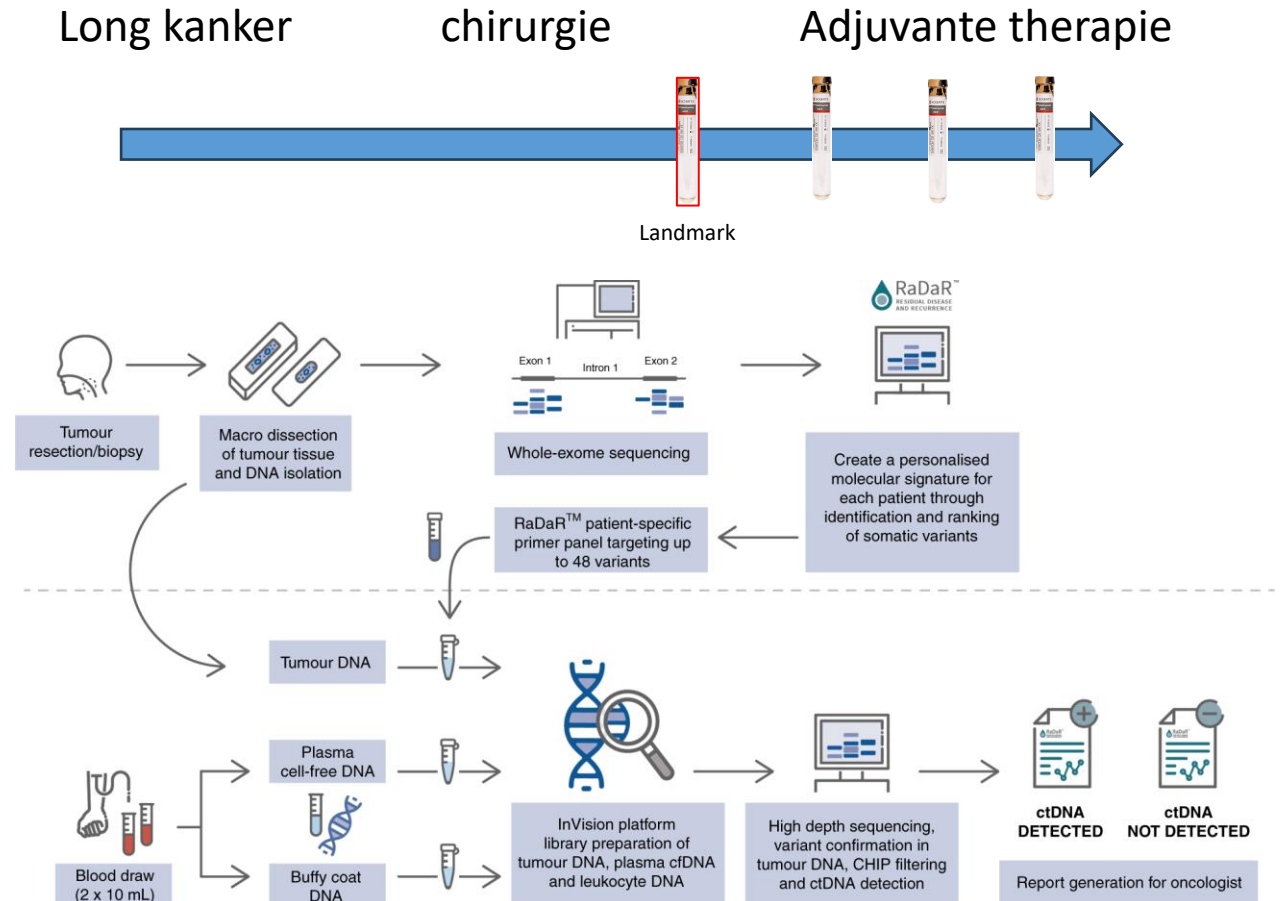 Long kanker
chirurgie
Adjuvante therapie
Landmark
RaDaR™
RESIDUAL DISEASE
AND RECURRENCE
Exon 1
Intron 1
Exon 2
Tumour
resection/biopsy
Macro dissection
of tumour tissue
and DNA isolation
Whole-exome sequencing
Create a personalised
molecular signature for
each patient through
identification and ranking
of somatic variants
RaDaR™ patient-specific
primer panel targeting up
to 48 variants
Tumour DNA
Plasma
cell-free DNA
Buffy coat
DNA
Blood draw
(2 x 10 mL)
InVision platform
library preparation of
tumour DNA, plasma cfDNA
and leukocyte DNA
High depth sequencing,
variant confirmation in
tumour DNA, CHIP filtering
and ctDNA detection
RaDaR
RaDaR
ctDNA
DETECTED
ctDNA
NOT DETECTED
Report generation for oncologist